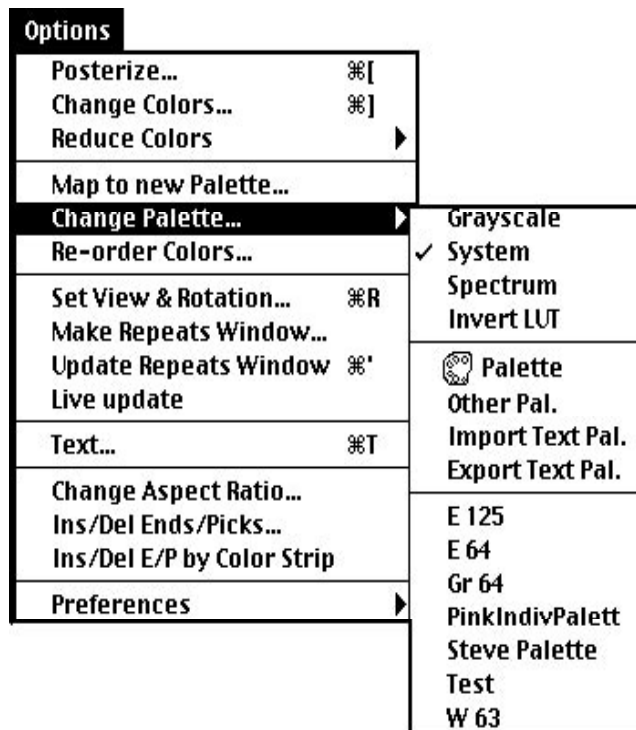 Options
Posterize... ⌘[
Change Colors... ⌘]
Reduce Colors
Map to new Palette...
Change Palette...
Re-order Colors...
Set View & Rotation... ⌘R
Make Repeats Window...
Update Repeats Window ⌘'
Live update
Text... ⌘T
Change Aspect Ratio...
Ins/Del Ends/Picks...
Ins/Del E/P by Color Strip
Preferences
Grayscale
✓ System
Spectrum
Invert LUT
Palette
Other Pal.
Import Text Pal.
Export Text Pal.
E 125
E 64
Gr 64
PinkIndivPalett
Steve Palette
Test
W 63